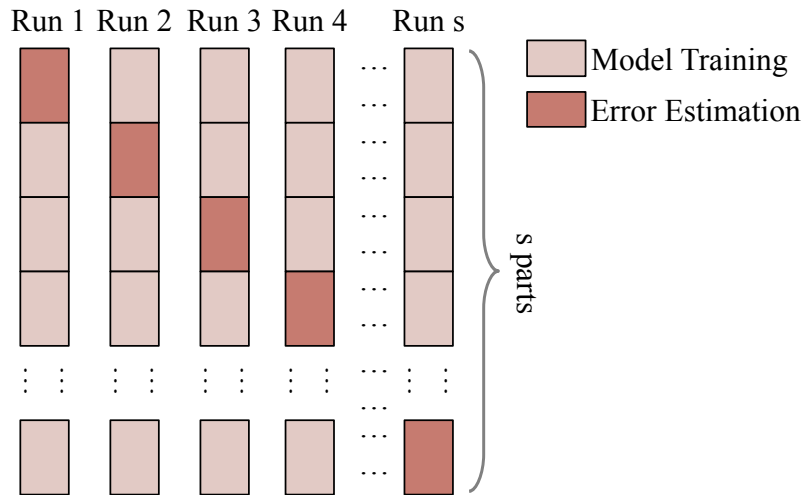 Run 1 Run 2 Run 3 Run 4 Run s
Model Training
Error Estimation
s parts